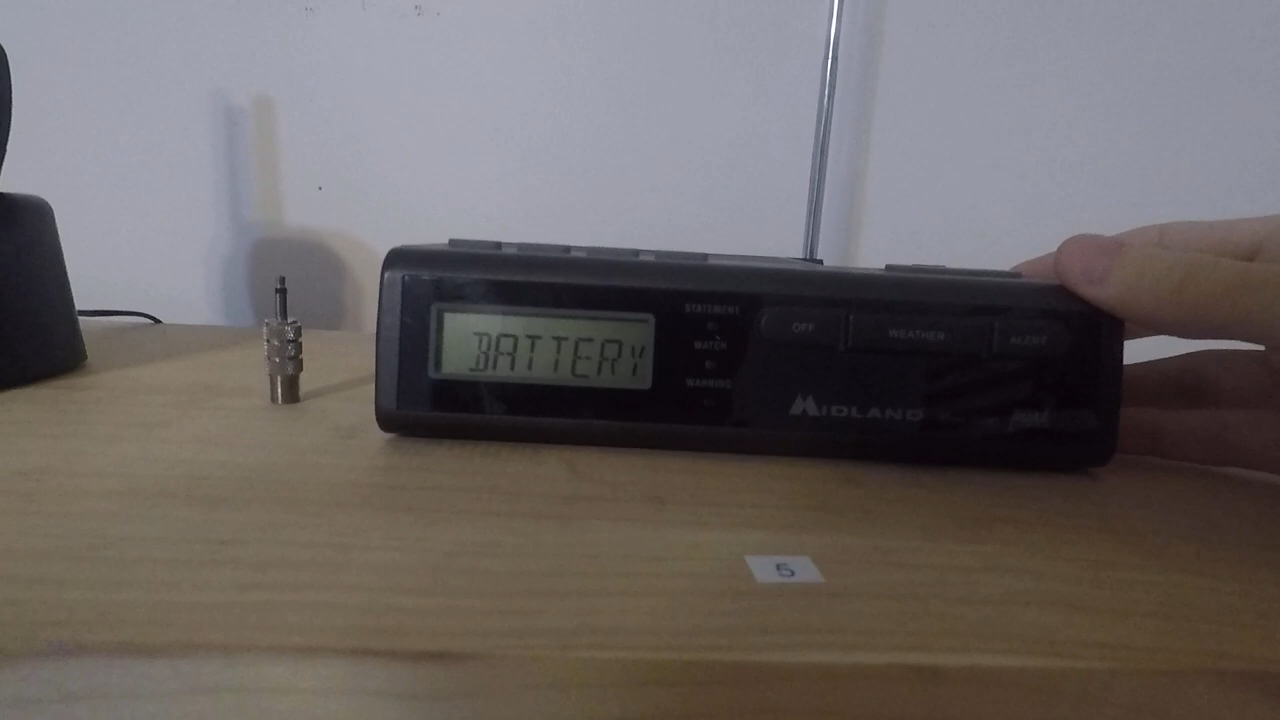 BATTERY
STATEMENT
WATCH
WARNING
OFF
WEATHER
ALERT
MIDLAND
5